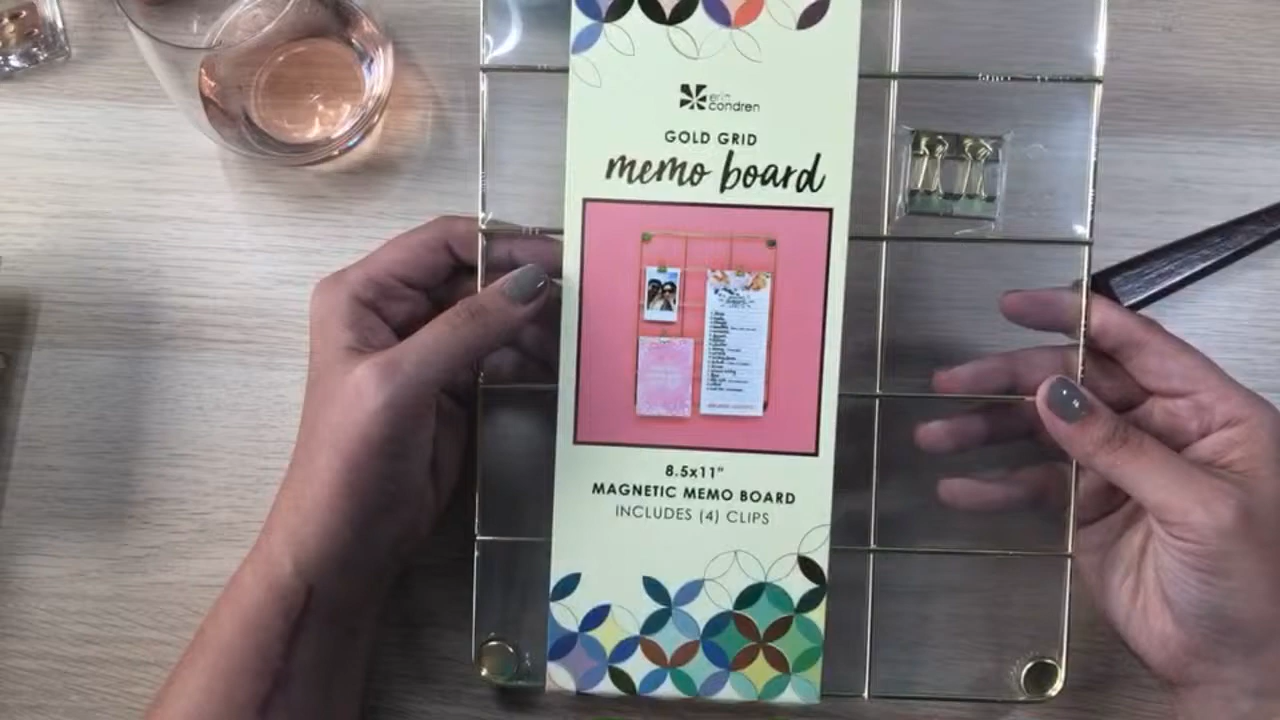 erin
condren
GOLD GRID
memo board
8.5x11"
MAGNETIC MEMO BOARD
INCLUDES (4) CLIPS